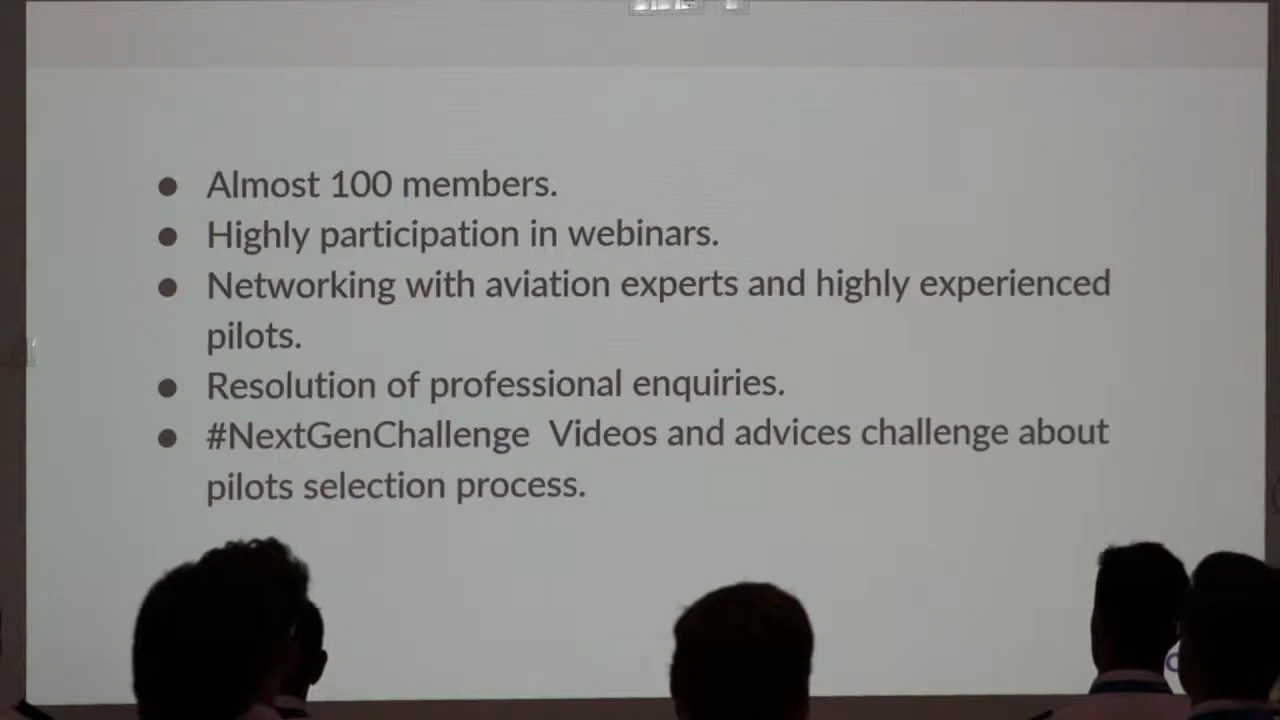 ● Almost 100 members.
● Highly participation in webinars.
● Networking with aviation experts and highly experienced
pilots.
● Resolution of professional enquiries.
● #NextGenChallenge Videos and advices challenge about
pilots selection process.